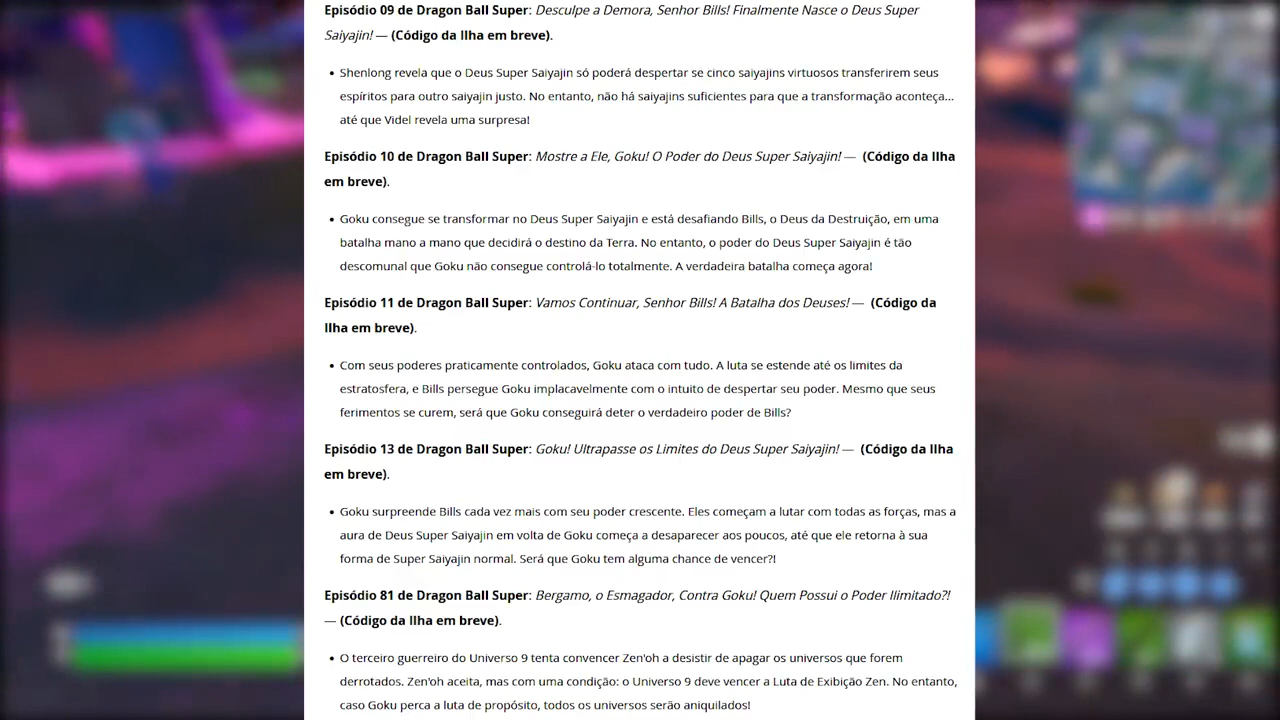 Episódio 09 de Dragon Ball Super: Desculpe a Demora, Senhor Bills! Finalmente Nasce o Deus Super
Saiyajin! — (Código da Ilha em breve).
• Shenlong revela que o Deus Super Saiyajin só poderá despertar se cinco saiyajins virtuosos transferirem seus
espíritos para outro saiyajin justo. No entanto, não há saiyajins suficientes para que a transformação aconteça...
até que Videl revela uma surpresa!
Episódio 10 de Dragon Ball Super: Mostre a Ele, Goku! O Poder do Deus Super Saiyajin! — (Código da Ilha
em breve).
• Goku consegue se transformar no Deus Super Saiyajin e está desafiando Bills, o Deus da Destruição, em uma
batalha mano a mano que decidirá o destino da Terra. No entanto, o poder do Deus Super Saiyajin é tão
descomunal que Goku não consegue controlá-lo totalmente. A verdadeira batalha começa agora!
Episódio 11 de Dragon Ball Super: Vamos Continuar, Senhor Bills! A Batalha dos Deuses! — (Código da
Ilha em breve).
• Com seus poderes praticamente controlados, Goku ataca com tudo. A luta se estende até os limites da
estratosfera, e Bills persegue Goku implacavelmente com o intuito de despertar seu poder. Mesmo que seus
ferimentos se curem, será que Goku conseguirá deter o verdadeiro poder de Bills?
Episódio 13 de Dragon Ball Super: Goku! Ultrapasse os Limites do Deus Super Saiyajin! — (Código da Ilha
em breve).
• Goku surpreende Bills cada vez mais com seu poder crescente. Eles começam a lutar com todas as forças, mas a
aura de Deus Super Saiyajin em volta de Goku começa a desaparecer aos poucos, até que ele retorna à sua
forma de Super Saiyajin normal. Será que Goku tem alguma chance de vencer?!
Episódio 81 de Dragon Ball Super: Bergamo, o Esmagador, Contra Goku! Quem Possui o Poder Ilimitado?!
— (Código da Ilha em breve).
• O terceiro guerreiro do Universo 9 tenta convencer Zen'oh a desistir de apagar os universos que forem
derrotados. Zen'oh aceita, mas com uma condição: o Universo 9 deve vencer a Luta de Exibição Zen. No entanto,
caso Goku perca a luta de propósito, todos os universos serão aniquilados!